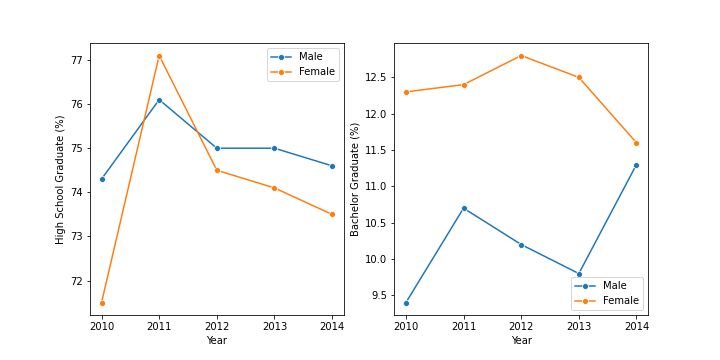 High School Graduate (%)
77
76
75
74
73
72
Male
Female
2010 2011 2012 2013 2014
Year
Bachelor Graduate (%)
12.5
12.0
11.5
11.0
10.5
10.0
9.5
Male
Female
2010 2011 2012 2013 2014
Year